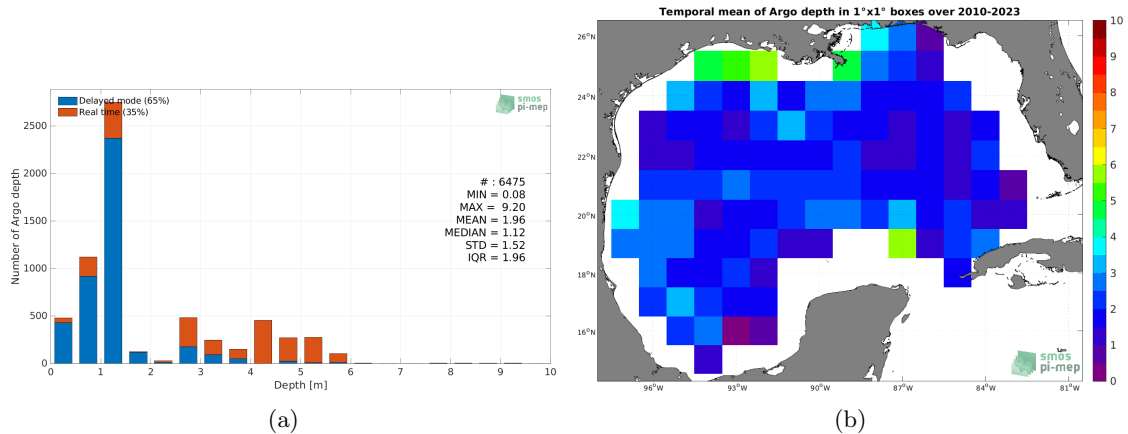 Delayed mode (65%)
Real time (35%)
smos
pi-mep
Number of Argo depth
2500
2000
1500
1000
500
0
# : 6475
MIN = 0.08
MAX = 9.20
MEAN = 1.96
MEDIAN = 1.12
STD = 1.52
IQR = 1.96
0 1 2 3 4 5 6 7 8 9 10
Depth [m]
(a)
Temporal mean of Argo depth in 1°x1° boxes over 2010-2023
26°N
24°N
22°N
20°N
18°N
16°N
96°W 93°W 90°W 87°W 84°W 81°W
smos
pi-mep
10
9
8
7
6
5
4
3
2
1
0
(b)